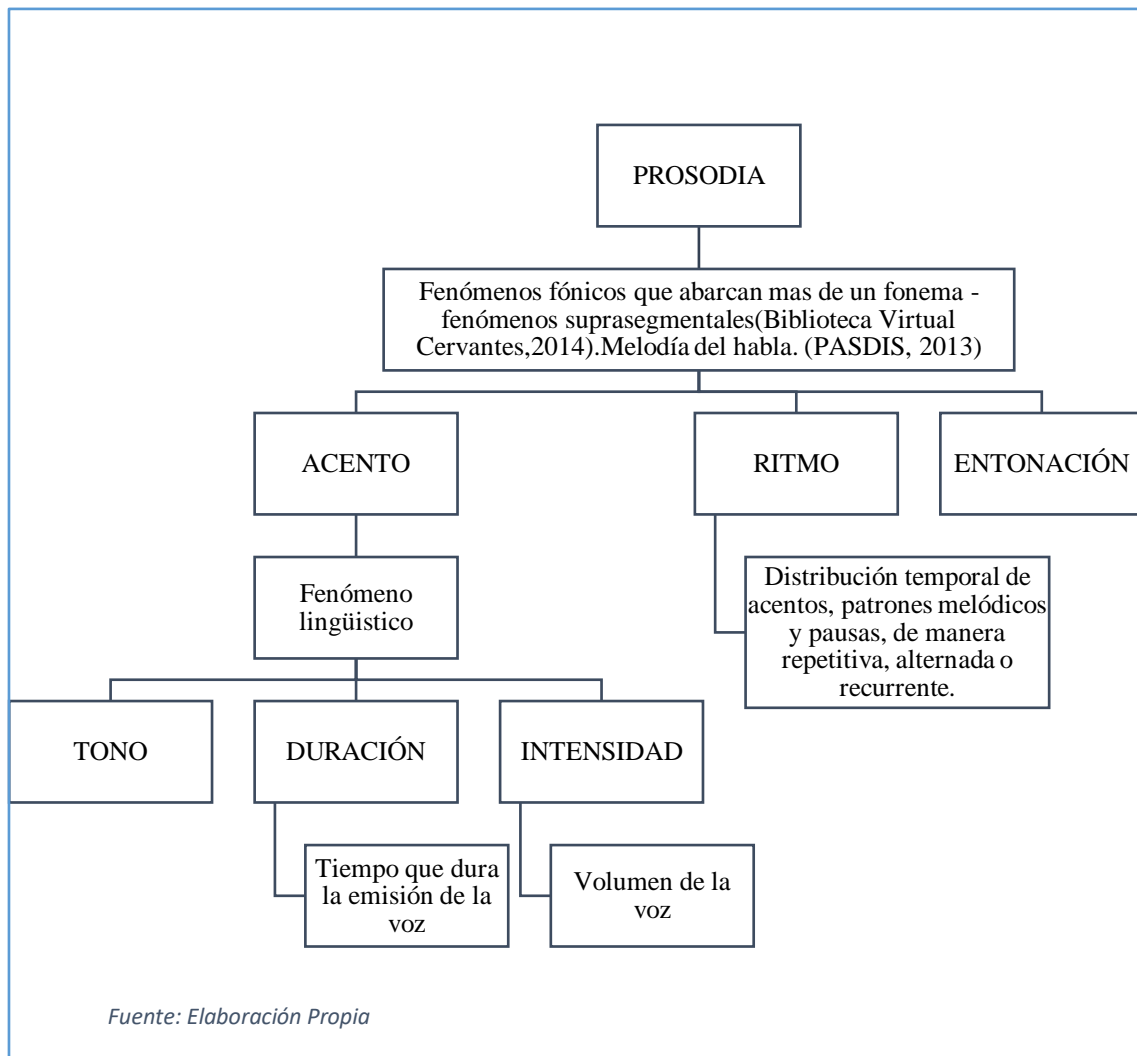 PROSODIA
Fenómenos fónicos que abarcan mas de un fonema -
fenómenos suprasegmentales(Biblioteca Virtual
Cervantes,2014).Melodía del habla. (PASDIS, 2013)
ACENTO
RITMO
ENTONACIÓN
Fenómeno
lingüistico
Distribución temporal de
acentos, patrones melódicos
y pausas, de manera
repetitiva, alternada o
recurrente.
TONO
DURACIÓN
INTENSIDAD
Tiempo que dura
la emisión de la
voz
Volumen de la
voz
Fuente: Elaboración Propia